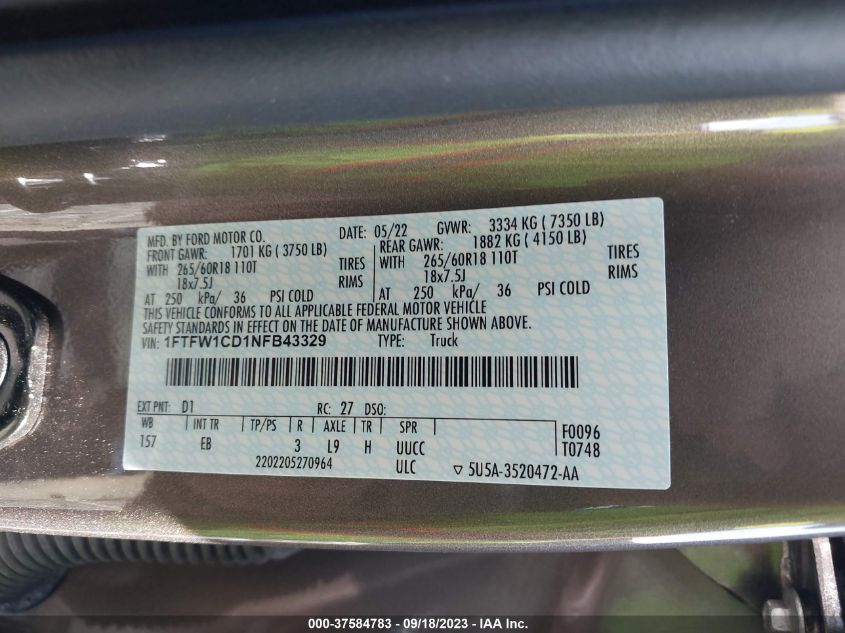 MFD. BY FORD MOTOR CO. DATE: 05/22 GVWR: 3334 KG ( 7350 LB)
FRONT GAWR: 1701 KG ( 3750 LB) REAR GAWR: 1882 KG ( 4150 LB)
WITH 265/60R18 110T TIRES WITH 265/60R18 110T TIRES
18x7.5J RIMS 18x7.5J RIMS
AT 250 kPa/ 36 PSI COLD AT 250 kPa/ 36 PSI COLD
THIS VEHICLE CONFORMS TO ALL APPLICABLE FEDERAL MOTOR VEHICLE
SAFETY STANDARDS IN EFFECT ON THE DATE OF MANUFACTURE SHOWN ABOVE.
VIN: 1FTFW1CD1NFB43329 TYPE: Truck
EXT PNT: D1 RC: 27 DSO:
WB INT TR TP/PS R AXLE TR SPR F0096
157 EB 3 L9 H UUCC T0748
2202205270964 ULC ▽ 5U5A-3520472-AA
000-37584783 - 09/18/2023 - IAA, Inc.